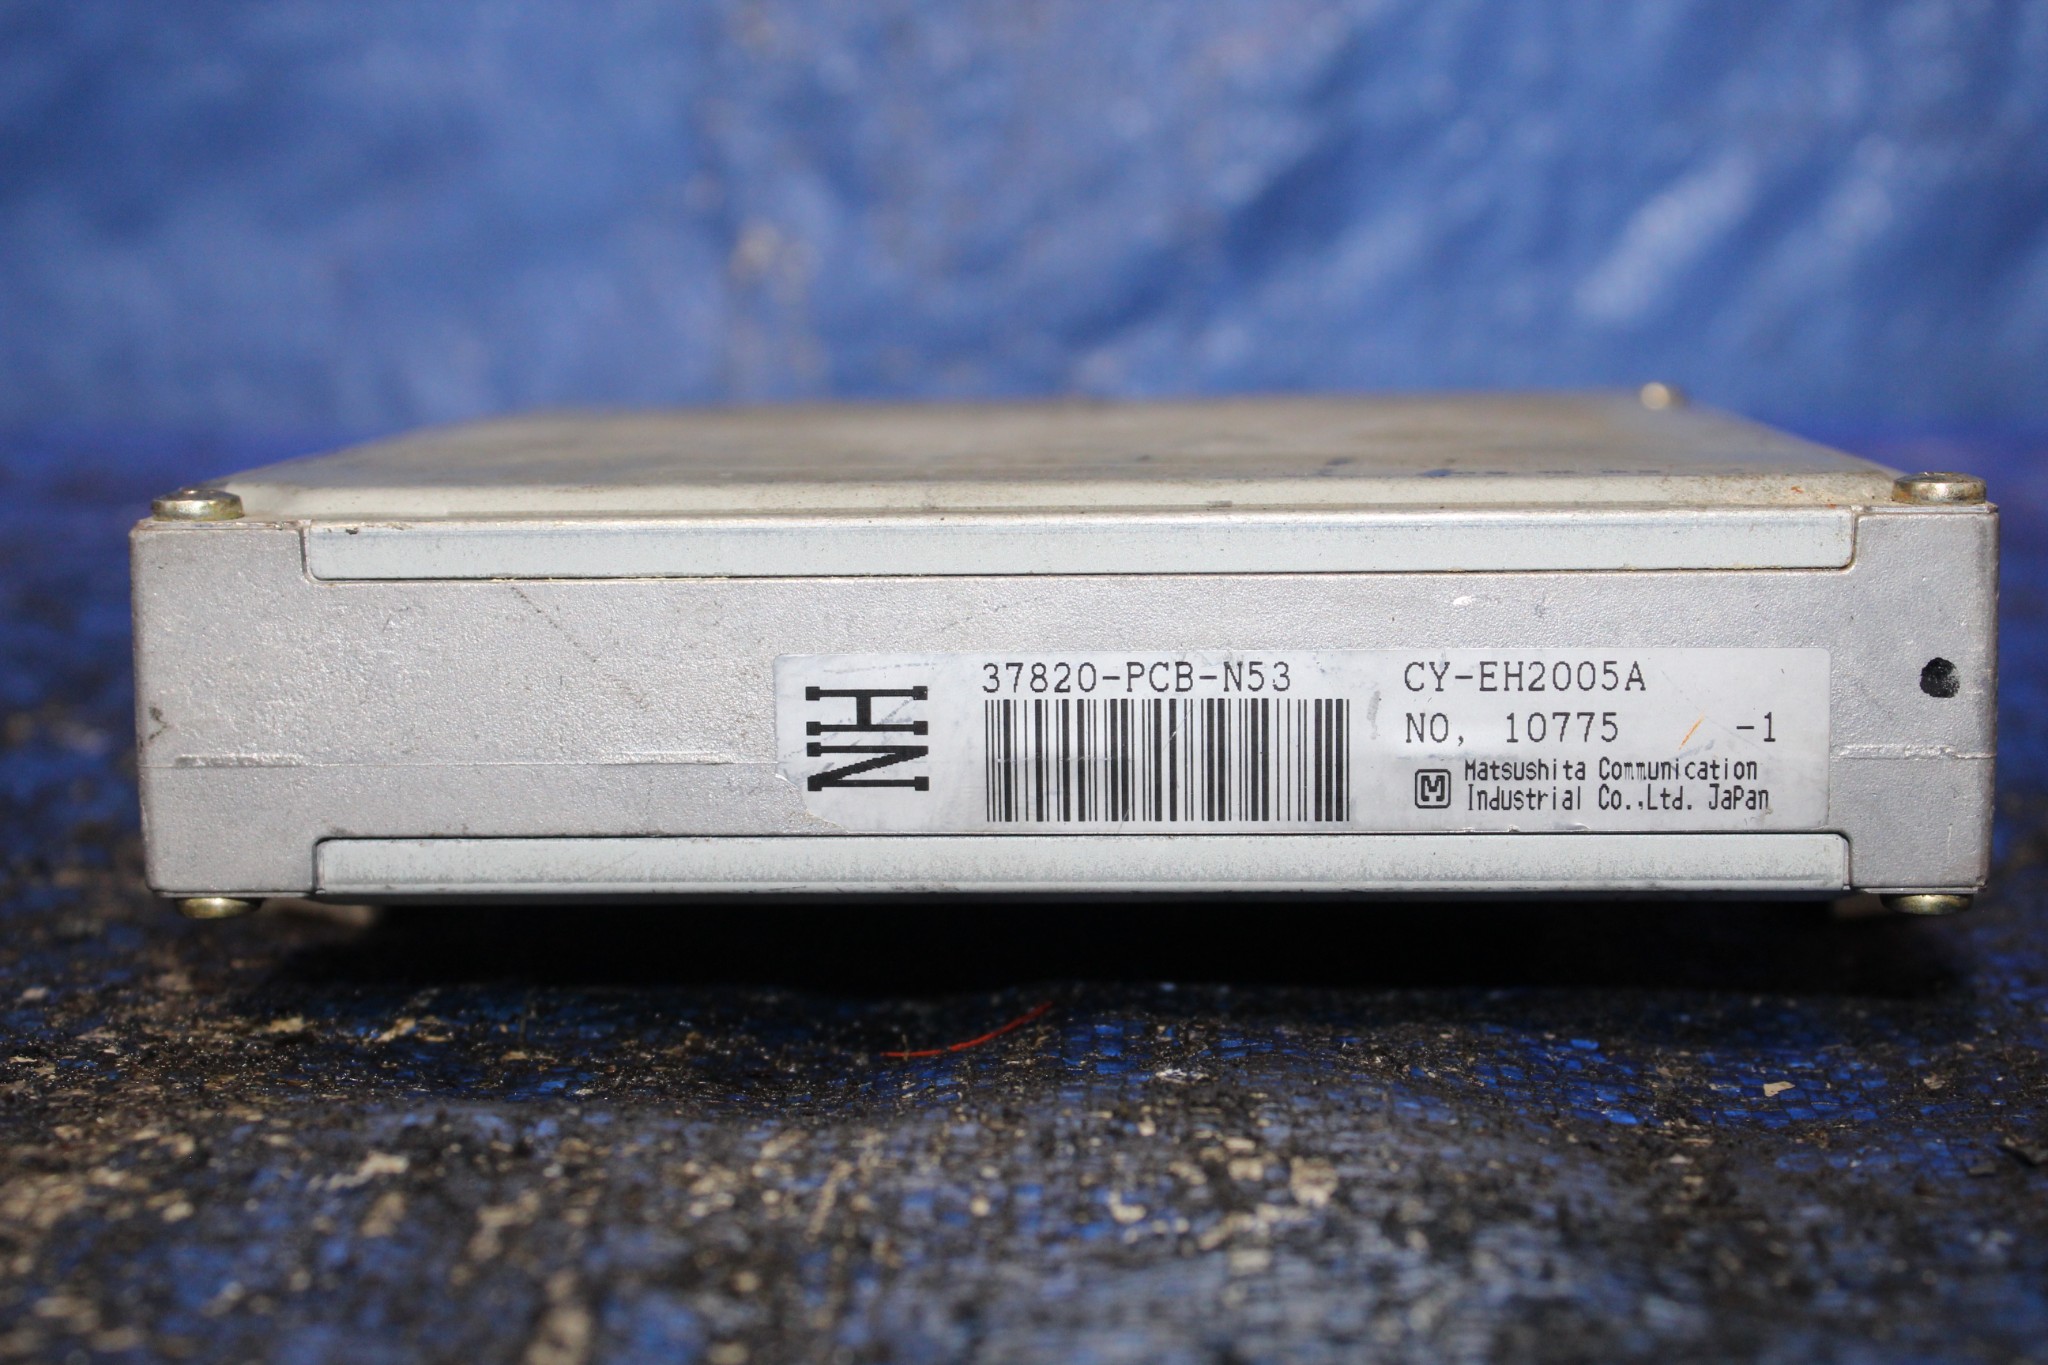 NH
37820-PCB-N53
CY-EH2005A
NO, 10775 -1
M
Matsushita Communication
Industrial Co.,Ltd. JaPan